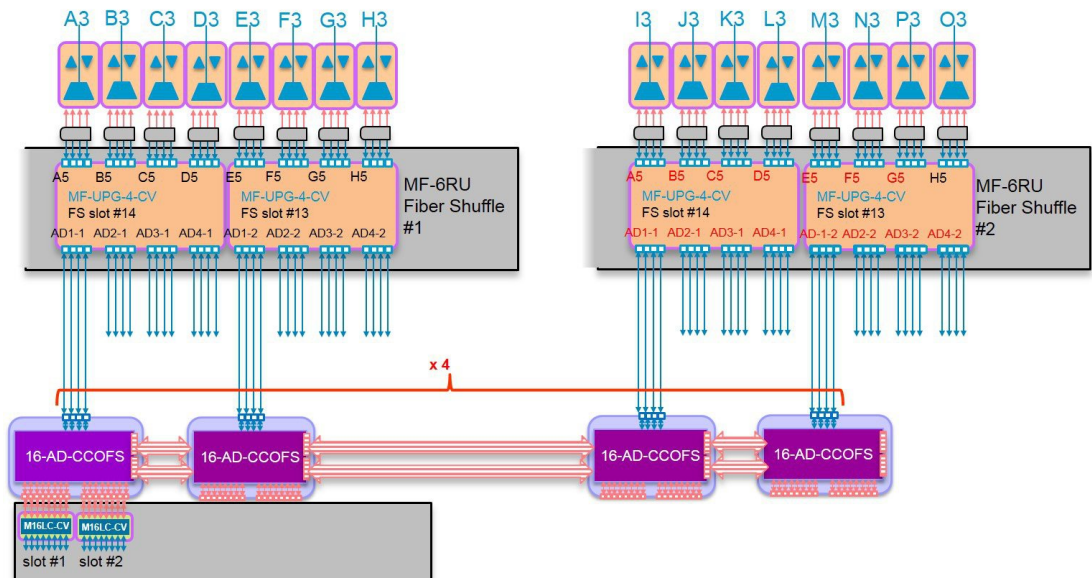 A3 B3 C3 D3 E3 F3 G3 H3
I3 J3 K3 L3 M3 N3 P3 O3
A5 B5 C5 D5 E5 F5 G5 H5
MF-UPG-4-CV
FS slot #14
AD1-1 AD2-1 AD3-1 AD4-1
MF-UPG-4-CV
FS slot #13
AD1-2 AD2-2 AD3-2 AD4-2
MF-6RU
Fiber Shuffle
#1
A5 B5 C5 D5 E5 F5 G5 H5
MF-UPG-4-CV
FS slot #14
AD1-1 AD2-1 AD3-1 AD4-1
MF-UPG-4-CV
FS slot #13
AD-1-2 AD2-2 AD3-2 AD4-2
MF-6RU
Fiber Shuffle
#2
x 4
16-AD-CCOFS
16-AD-CCOFS
16-AD-CCOFS
16-AD-CCOFS
M16LC-CV M16LC-CV
slot #1 slot #2